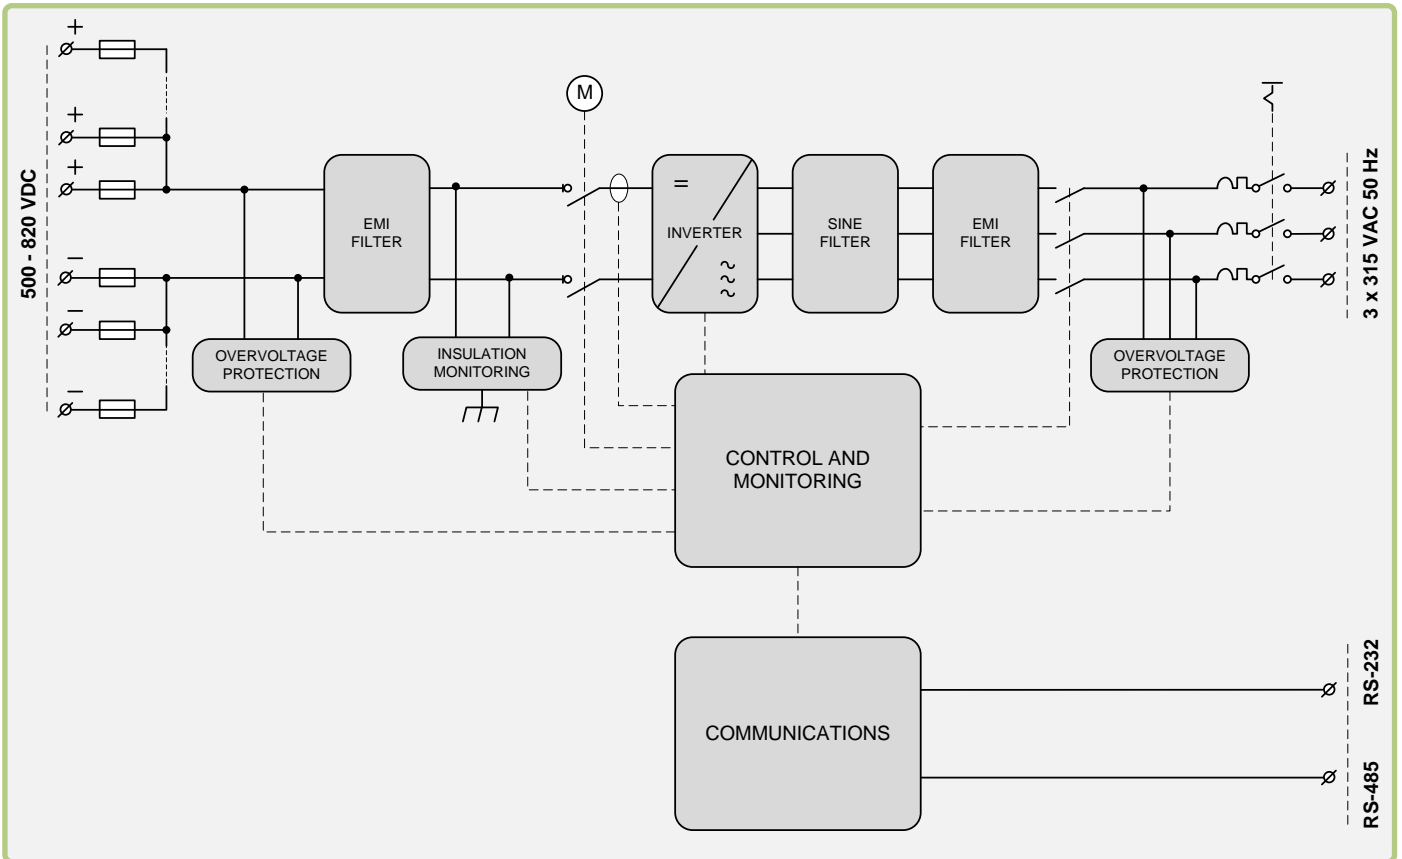 +
+
+
500 - 820 VDC
−
−
−
M
EMI
FILTER
=
INVERTER
SINE
FILTER
EMI
FILTER
3 x 315 VAC 50 Hz
OVERVOLTAGE
PROTECTION
INSULATION
MONITORING
OVERVOLTAGE
PROTECTION
CONTROL AND
MONITORING
COMMUNICATIONS
RS-232
RS-485